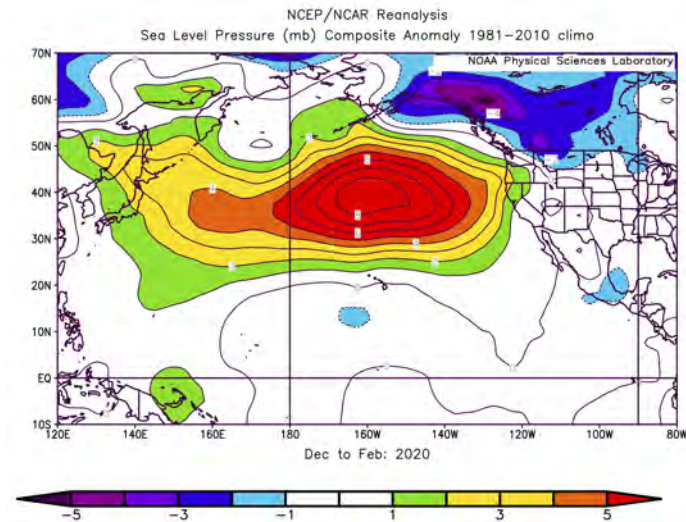 NCEP/NCAR Reanalysis
Sea Level Pressure (mb) Composite Anomaly 1981-2010 climo
NOAA Physical Sciences Laboratory
70N
60N
50N
40N
30N
20N
10N
EQ
10S
120E 140E 160E 180 160W 140W 120W 100W 80W
Dec to Feb: 2020
-5 -3 -1 1 3 5